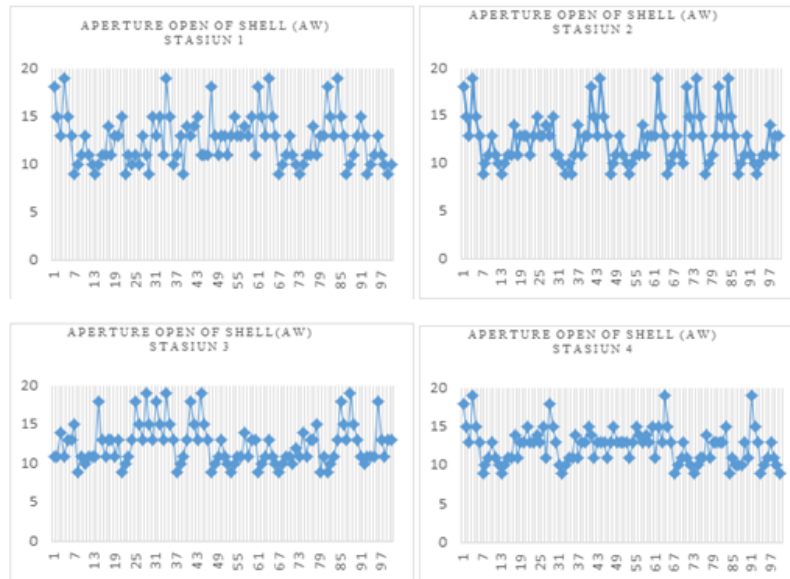 APERTURE OPEN OF SHELL (AW)
STASIUN 1
20
15
10
5
0
1 7 13 19 25 31 37 43 49 55 61 67 73 79 85 91 97
APERTURE OPEN OF SHELL (AW)
STASIUN 2
20
15
10
5
0
1 7 13 19 25 31 37 43 49 55 61 67 73 79 85 91 97
APERTURE OPEN OF SHELL(AW)
STASIUN 3
20
15
10
5
0
1 7 13 19 25 31 37 43 49 55 61 67 73 79 85 91 97
APERTURE OPEN OF SHELL (AW)
STASIUN 4
20
15
10
5
0
1 7 13 19 25 31 37 43 49 55 61 67 73 79 85 91 97